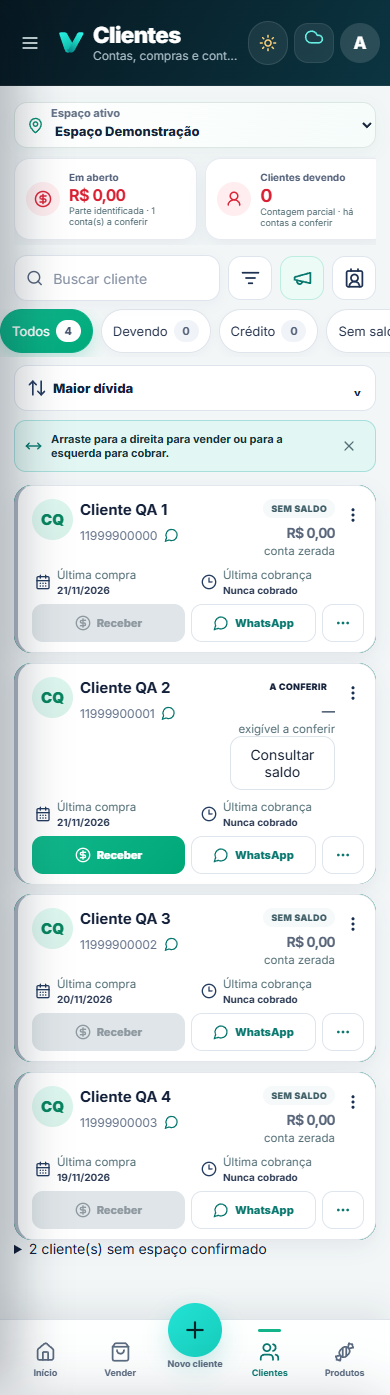 Clientes
Contas, compras e cont...
A
Espaço ativo
Espaço Demonstração
Em aberto
R$ 0,00
Parte identificada · 1
conta(s) a conferir
Clientes devendo
0
Contagem parcial · há
contas a conferir
Buscar cliente
Todos 4
Devendo 0
Crédito 0
Sem salc
Maior dívida
v
Arraste para a direita para vender ou para a
esquerda para cobrar.
CQ
Cliente QA 1
11999900000
SEM SALDO
R$ 0,00
conta zerada
Última compra
21/11/2026
Última cobrança
Nunca cobrado
Receber
WhatsApp
CQ
Cliente QA 2
11999900001
A CONFERIR
—
exigível a conferir
Consultar
saldo
Última compra
21/11/2026
Última cobrança
Nunca cobrado
Receber
WhatsApp
CQ
Cliente QA 3
11999900002
SEM SALDO
R$ 0,00
conta zerada
Última compra
20/11/2026
Última cobrança
Nunca cobrado
Receber
WhatsApp
CQ
Cliente QA 4
11999900003
SEM SALDO
R$ 0,00
conta zerada
Última compra
19/11/2026
Última cobrança
Nunca cobrado
Receber
WhatsApp
2 cliente(s) sem espaço confirmado
Início
Vender
Novo cliente
Clientes
Produtos